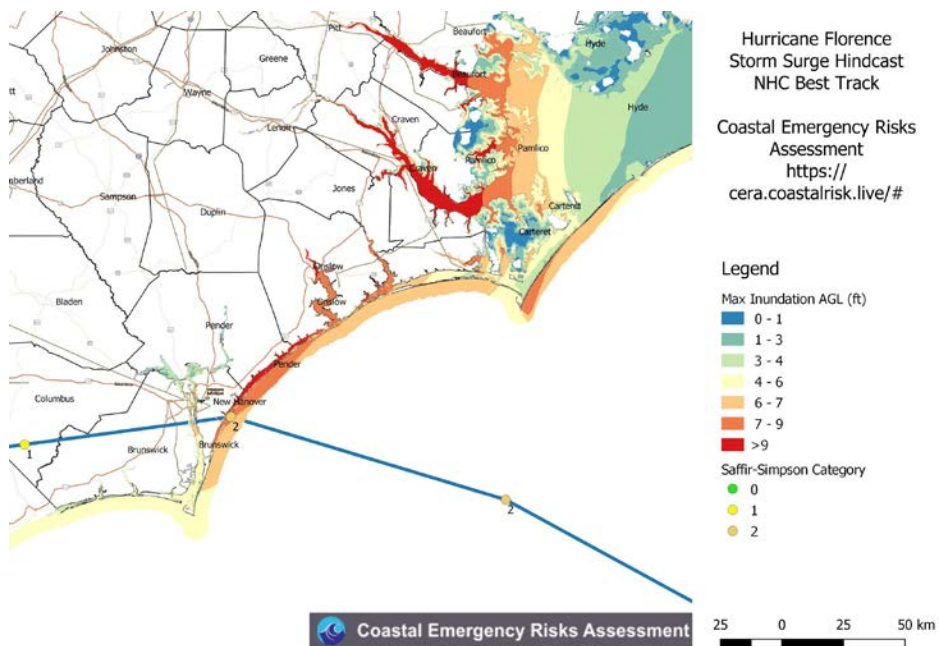 Hurricane Florence
Storm Surge Hindcast
NHC Best Track
Coastal Emergency Risks
Assessment
https://
cera.coastalrisk.live/#
Legend
Max Inundation AGL (ft)
0 - 1
1 - 3
3 - 4
4 - 6
6 - 7
7 - 9
>9
Saffir-Simpson Category
0
1
2
25 0 25 50 km
Pitt
Beaufort
Johnston
Greene
Hyde
Beaufort
Wayne
Hyde
Craven
Lenoir
Pamlico
Pamlico
Craven
Jones
Sampson
Duplin
Carteret
Carteret
Onslow
Bladen
Onslow
Pender
Pender
Columbus
New Hanover
2
1
Brunswick
Brunswick
2
Coastal Emergency Risks Assessment